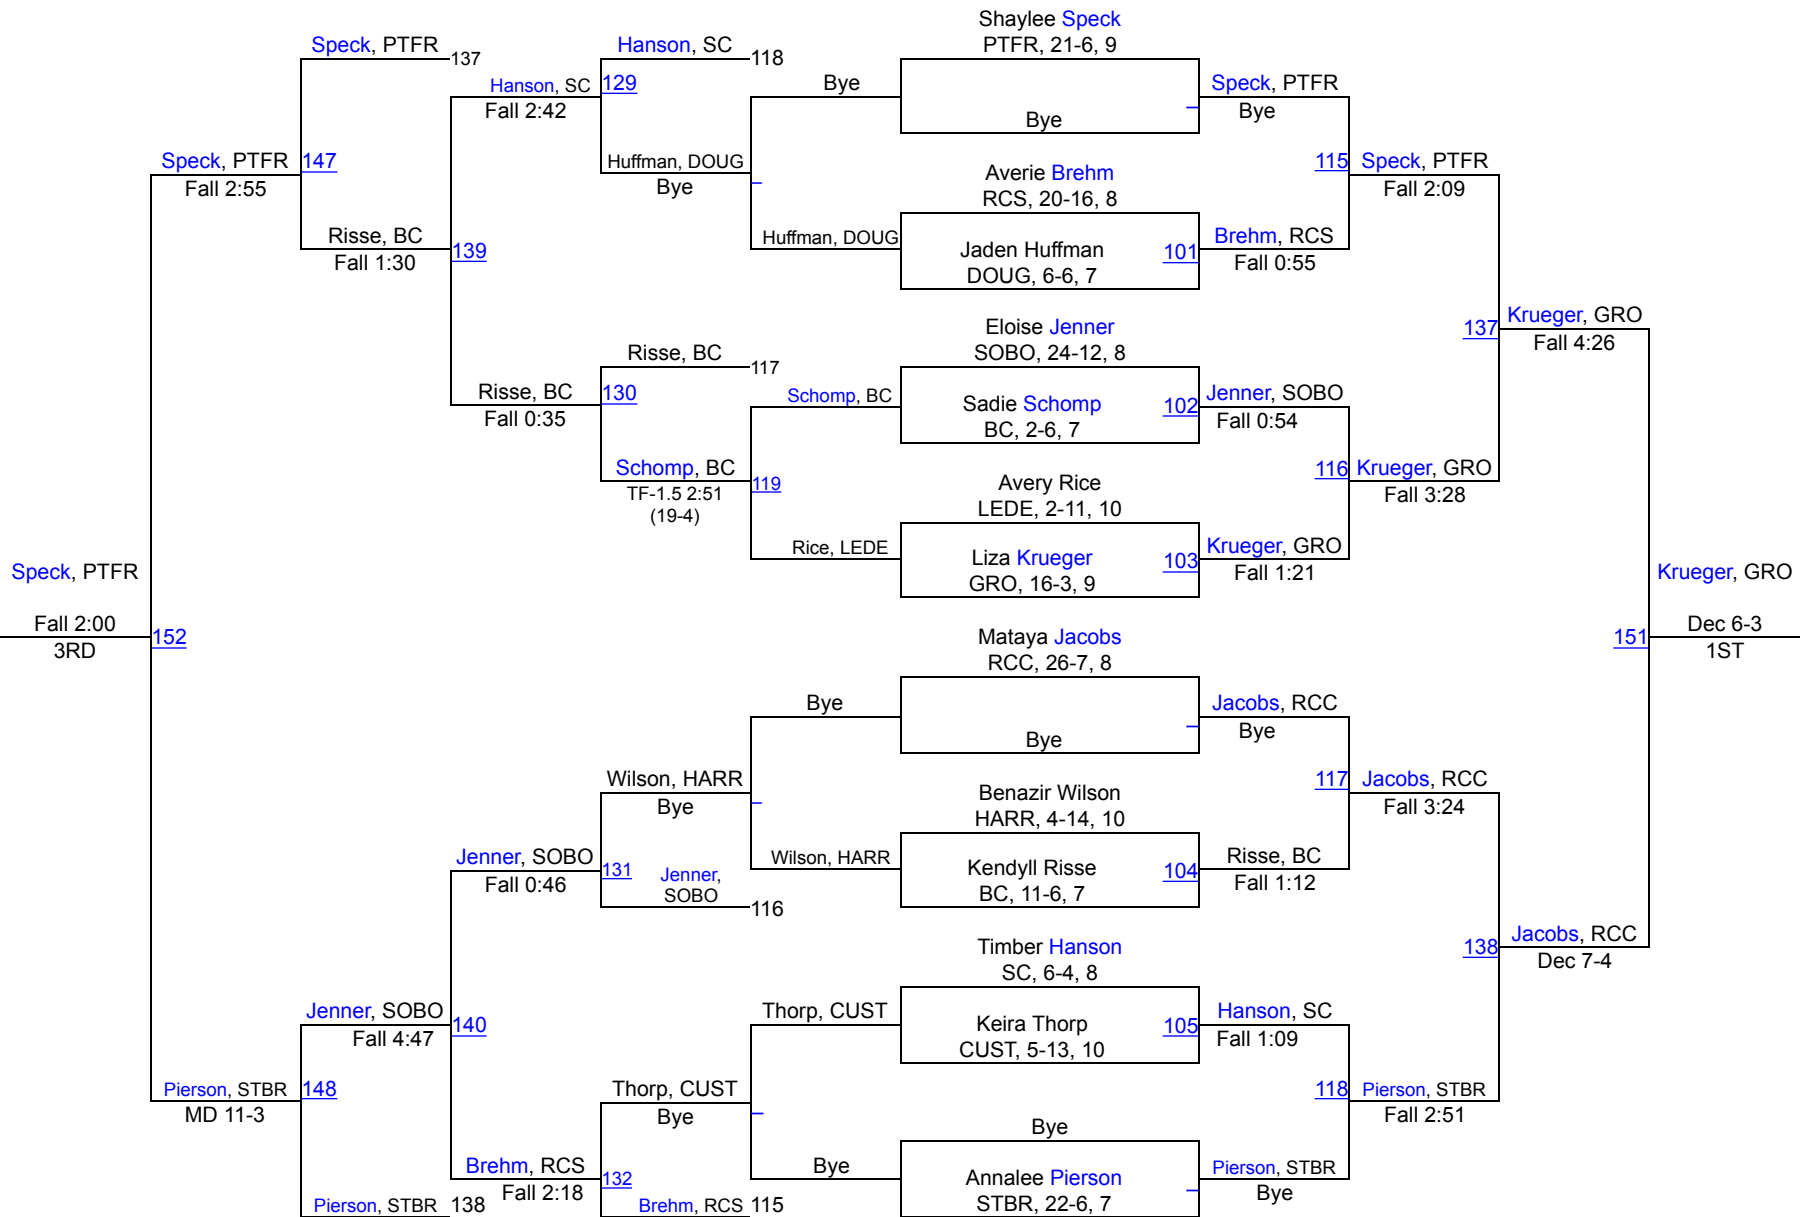 Shaylee Speck
PTFR, 21-6, 9
Bye
Averie Brehm
RCS, 20-16, 8
Jaden Huffman
DOUG, 6-6, 7
101
Eloise Jenner
SOBO, 24-12, 8
Sadie Schomp
BC, 2-6, 7
102
Avery Rice
LEDE, 2-11, 10
Liza Krueger
GRO, 16-3, 9
103
Mataya Jacobs
RCC, 26-7, 8
Bye
Benazir Wilson
HARR, 4-14, 10
Kendyll Risse
BC, 11-6, 7
104
Timber Hanson
SC, 6-4, 8
Keira Thorp
CUST, 5-13, 10
105
Bye
Annalee Pierson
STBR, 22-6, 7
Speck, PTFR
Bye
115
Brehm, RCS
Fall 0:55
Jenner, SOBO
Fall 0:54
116
Krueger, GRO
Fall 1:21
Jacobs, RCC
Bye
117
Risse, BC
Fall 1:12
Hanson, SC
Fall 1:09
118
Pierson, STBR
Bye
Speck, PTFR
Fall 2:09
137
Krueger, GRO
Fall 3:28
Jacobs, RCC
Fall 3:24
138
Pierson, STBR
Fall 2:51
Krueger, GRO
Fall 4:26
151
Jacobs, RCC
Dec 7-4
Krueger, GRO
Dec 6-3
1ST
Bye
Huffman, DOUG
Schomp, BC
119
Rice, LEDE
Bye
Wilson, HARR
Thorp, CUST
Bye
Hanson, SC
118
129
Huffman, DOUG
Bye
Risse, BC
117
130
Schomp, BC
TF-1.5 2:51
(19-4)
Wilson, HARR
Bye
131
Jenner,
SOBO
116
Thorp, CUST
Bye
132
Brehm, RCS
115
Hanson, SC
Fall 2:42
139
Risse, BC
Fall 0:35
Jenner, SOBO
Fall 0:46
140
Brehm, RCS
Fall 2:18
Speck, PTFR
137
147
Risse, BC
Fall 1:30
Jenner, SOBO
Fall 4:47
148
Pierson, STBR
138
Speck, PTFR
Fall 2:55
152
Pierson, STBR
MD 11-3
Speck, PTFR
Fall 2:00
3RD